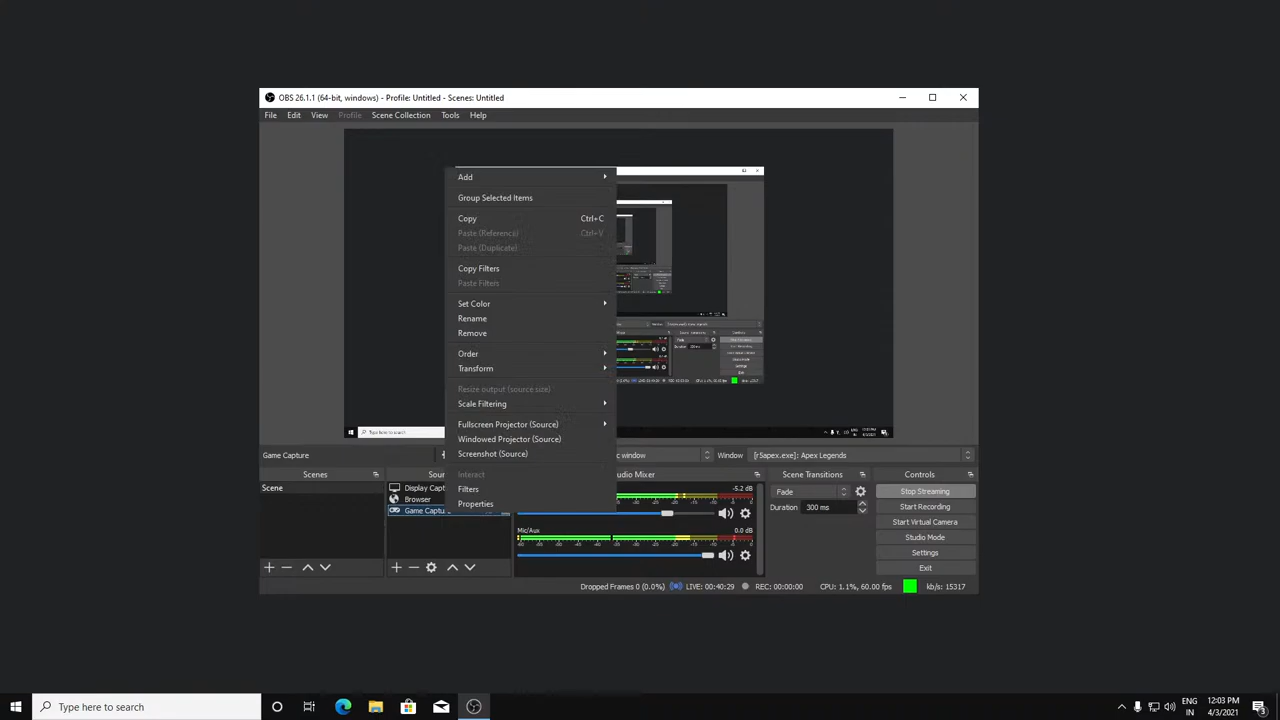 OBS 26.1.1 (64-bit, windows) - Profile: Untitled - Scenes: Untitled
File Edit View Profile Scene Collection Tools Help
Add
Group Selected Items
Copy Ctrl+C
Paste (Reference) Ctrl+V
Paste (Duplicate)
Copy Filters
Paste Filters
Set Color
Rename
Remove
Order
Transform
Resize output (source size)
Scale Filtering
Fullscreen Projector (Source)
Windowed Projector (Source)
Screenshot (Source)
Interact
Filters
Properties
Type here to search
Game Capture
window Window [r5apex.exe]: Apex Legends
Scenes
Scene
Display Capt
Browser
Game Captu
Mixer
-5.2 dB
Mic/Aux 0.0 dB
Scene Transitions
Fade
Duration 300 ms
Controls
Stop Streaming
Start Recording
Start Virtual Camera
Studio Mode
Settings
Exit
Dropped Frames 0 (0.0%) LIVE: 00:40:29 REC: 00:00:00 CPU: 1.1%, 60.00 fps kb/s: 15317
Type here to search
ENG
IN
12:03 PM
4/3/2021